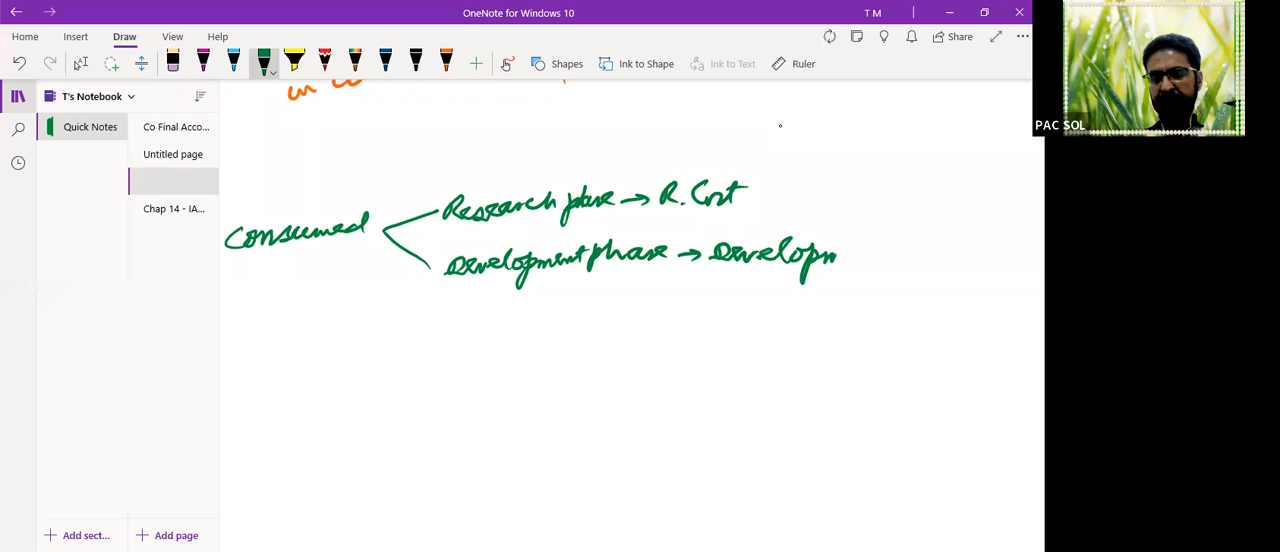 OneNote for Windows 10
T M
Home Insert Draw View Help
Share
Shapes Ink to Shape Ink to Text Ruler
T's Notebook
Quick Notes
Co Final Acco...
Untitled page
Chap 14 - IA...
in
Consumed
Research phase → R. Cost
Development phase → Developm
PAC SOL
Add sect...
Add page